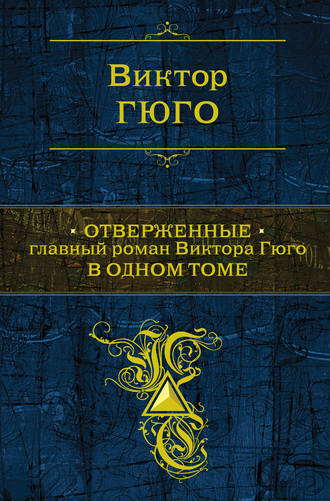 Виктор
ГЮГО
• ОТВЕРЖЕННЫЕ •
главный роман Виктора Гюго
В ОДНОМ ТОМЕ